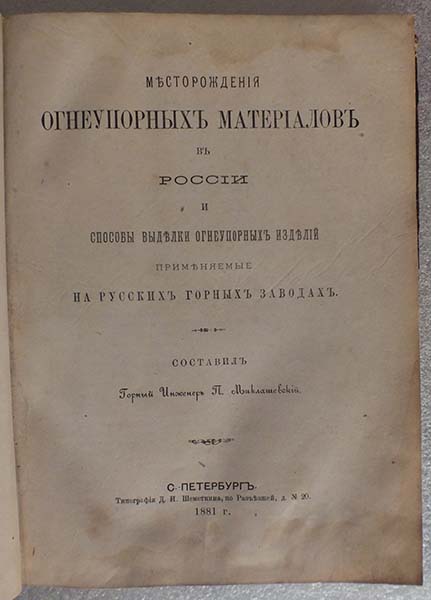 МѢСТОРОЖДЕНІЯ
ОГНЕУПОРНЫХЪ МАТЕРІАЛОВЪ
ВЪ
РОССІИ
И
СПОСОБЫ ВЫДѢЛКИ ОГНЕУПОРНЫХЪ ИЗДѢЛІЙ
ПРИМѢНЯЕМЫЕ
НА РУССКИХЪ ГОРНЫХЪ ЗАВОДАХЪ.
СОСТАВИЛЪ
Горный Инженеръ П. Миклашевскій.
С.-ПЕТЕРБУРГЪ.
Типографія Д. И. Шеметкина, по Разъѣзжей, д. № 20.
1881 г.